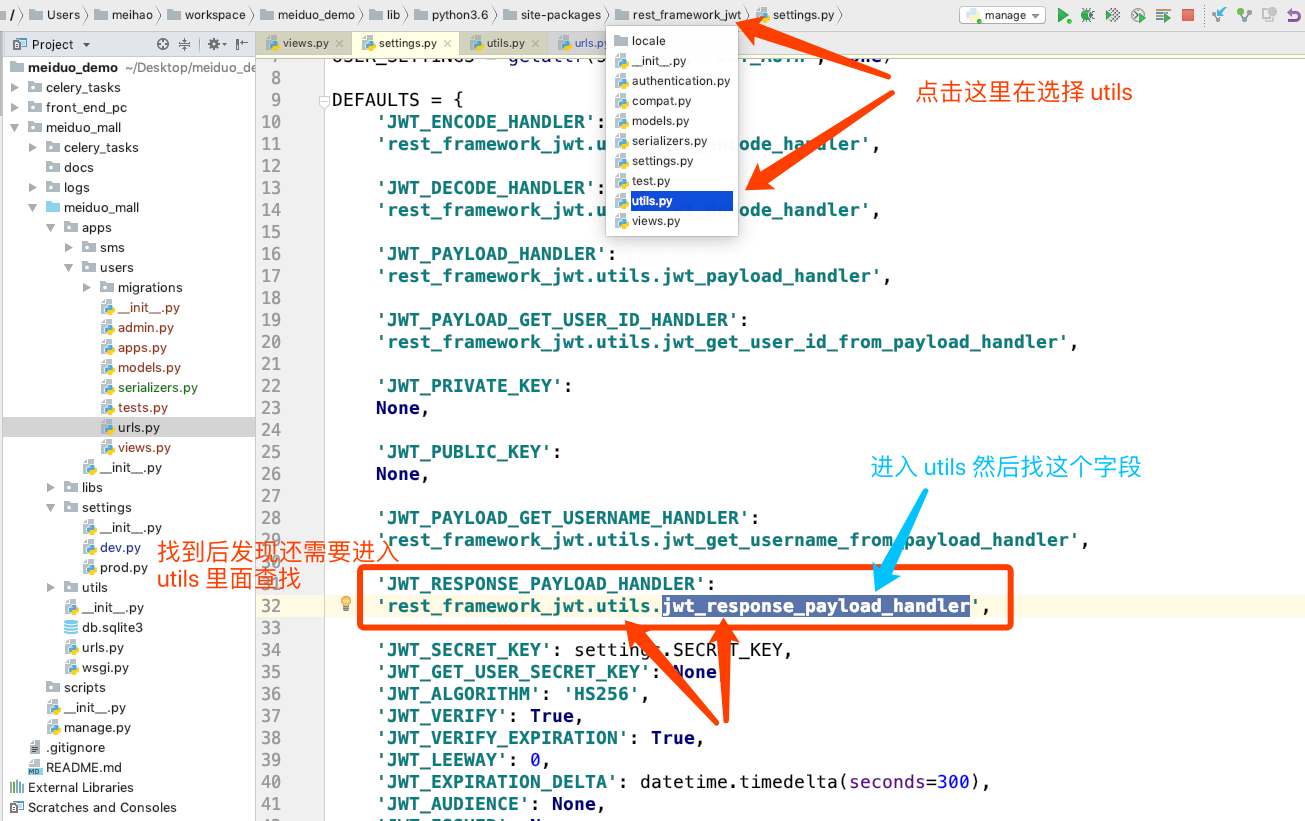 / Users meihao workspace meiduo_demo lib python3.6 site-packages rest_framework_jwt settings.py manage
Project views.py settings.py utils.py urls.py
meiduo_demo ~/Desktop/meiduo_de
celery_tasks
front_end_pc
meiduo_mall
celery_tasks
docs
logs
meiduo_mall
apps
sms
users
migrations
__init__.py
admin.py
apps.py
models.py
serializers.py
tests.py
urls.py
views.py
__init__.py
libs
settings
__init__.py
dev.py
prod.py
utils
__init__.py
db.sqlite3
urls.py
wsgi.py
scripts
__init__.py
manage.py
.gitignore
README.md
External Libraries
Scratches and Consoles
locale
__init__.py
authentication.py
compat.py
models.py
serializers.py
settings.py
test.py
utils.py
views.py
点击这里在选择 utils
8
9 DEFAULTS = {
10 'JWT_ENCODE_HANDLER':
11 'rest_framework_jwt.u code_handler',
12
13 'JWT_DECODE_HANDLER':
14 'rest_framework_jwt.u code_handler',
15
16 'JWT_PAYLOAD_HANDLER':
17 'rest_framework_jwt.utils.jwt_payload_handler',
18
19 'JWT_PAYLOAD_GET_USER_ID_HANDLER':
20 'rest_framework_jwt.utils.jwt_get_user_id_from_payload_handler',
21
22 'JWT_PRIVATE_KEY':
23 None,
24
25 'JWT_PUBLIC_KEY':
26 None,
27
28 'JWT_PAYLOAD_GET_USERNAME_HANDLER':
29 'rest_framework_jwt.utils.jwt_get_username_from_payload_handler',
30
31 'JWT_RESPONSE_PAYLOAD_HANDLER':
32 'rest_framework_jwt.utils.jwt_response_payload_handler',
33
34 'JWT_SECRET_KEY': settings.SECRET_KEY,
35 'JWT_GET_USER_SECRET_KEY': None
36 'JWT_ALGORITHM': 'HS256',
37 'JWT_VERIFY': True,
38 'JWT_VERIFY_EXPIRATION': True,
39 'JWT_LEEWAY': 0,
40 'JWT_EXPIRATION_DELTA': datetime.timedelta(seconds=300),
41 'JWT_AUDIENCE': None,
进入 utils 然后找这个字段
找到后发现还需要进入
utils 里面查找